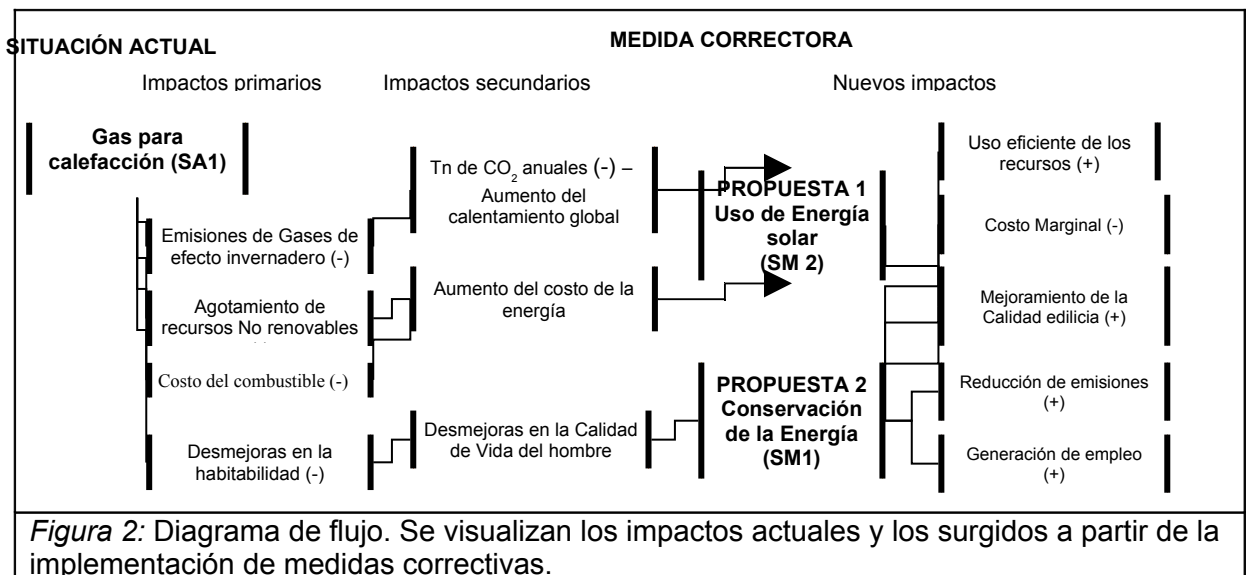 SITUACIÓN ACTUAL
MEDIDA CORRECTORA
Impactos primarios
Impactos secundarios
Nuevos impactos
Gas para
calefacción (SA1)
Emisiones de Gases de
efecto invernadero (-)
Agotamiento de
recursos No renovables
Costo del combustible (-)
Desmejoras en la
habitabilidad (-)
Tn de CO2 anuales (-) –
Aumento del
calentamiento global
Aumento del costo de la
energía
Desmejoras en la Calidad
de Vida del hombre
PROPUESTA 1
Uso de Energía
solar
(SM 2)
PROPUESTA 2
Conservación
de la Energía
(SM1)
Uso eficiente de los
recursos (+)
Costo Marginal (-)
Mejoramiento de la
Calidad edilicia (+)
Reducción de emisiones
(+)
Generación de empleo
(+)
Figura 2: Diagrama de flujo. Se visualizan los impactos actuales y los surgidos a partir de la
implementación de medidas correctivas.